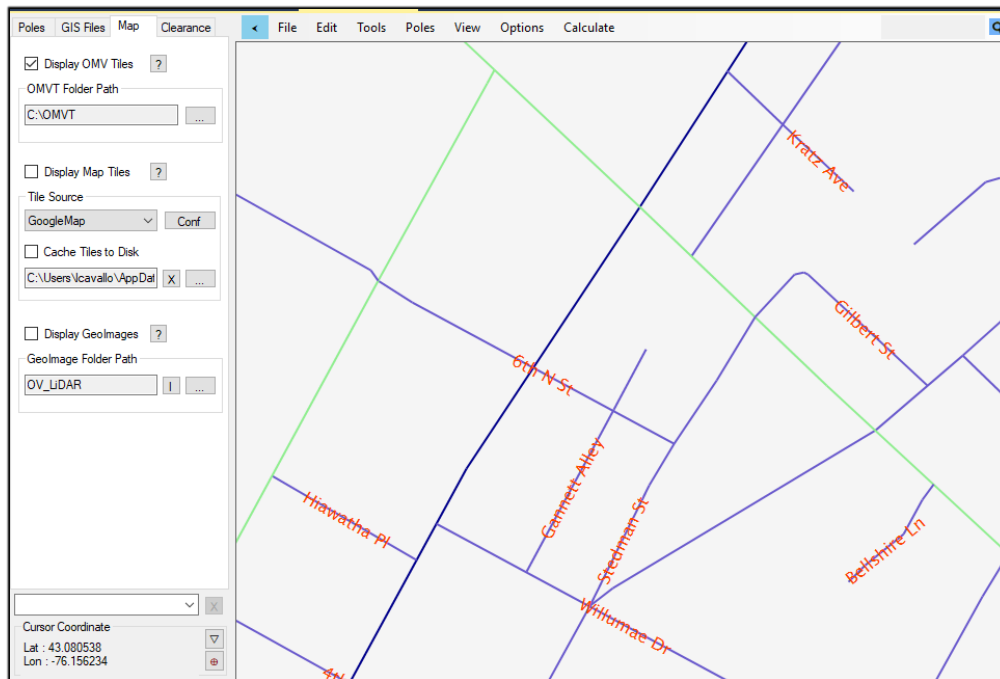 Poles GIS Files Map Clearance
< File Edit Tools Poles View Options Calculate
Display OMV Tiles ?
OMVT Folder Path
C:\OMVT ...
Display Map Tiles ?
Tile Source
GoogleMap Conf
Cache Tiles to Disk
C:\Users\lcavallo\AppDat X ...
Display GeoImages ?
GeoImage Folder Path
OV_LiDAR I ...
X
Cursor Coordinate
Lat : 43.080538
Lon : -76.156234
Kratz Ave
Gilbert St
6th N St
Gannett Alley
Hiawatha Pl
Stedman St
Bellshire Ln
Willumae Dr
4th